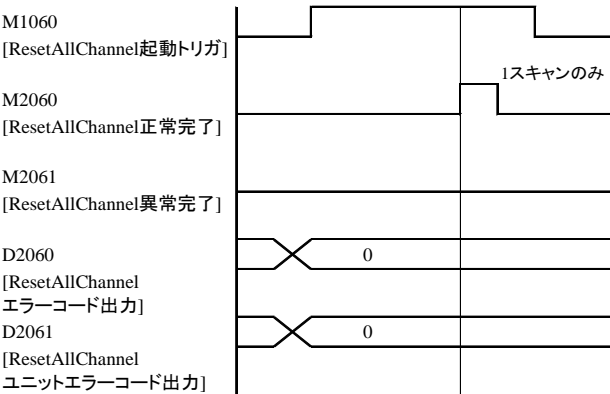 M1060
[ResetAllChannel起動トリガ]
1スキャンのみ
M2060
[ResetAllChannel正常完了]
M2061
[ResetAllChannel異常完了]
D2060
0
[ResetAllChannel
エラーコード出力]
D2061
0
[ResetAllChannel
ユニットエラーコード出力]